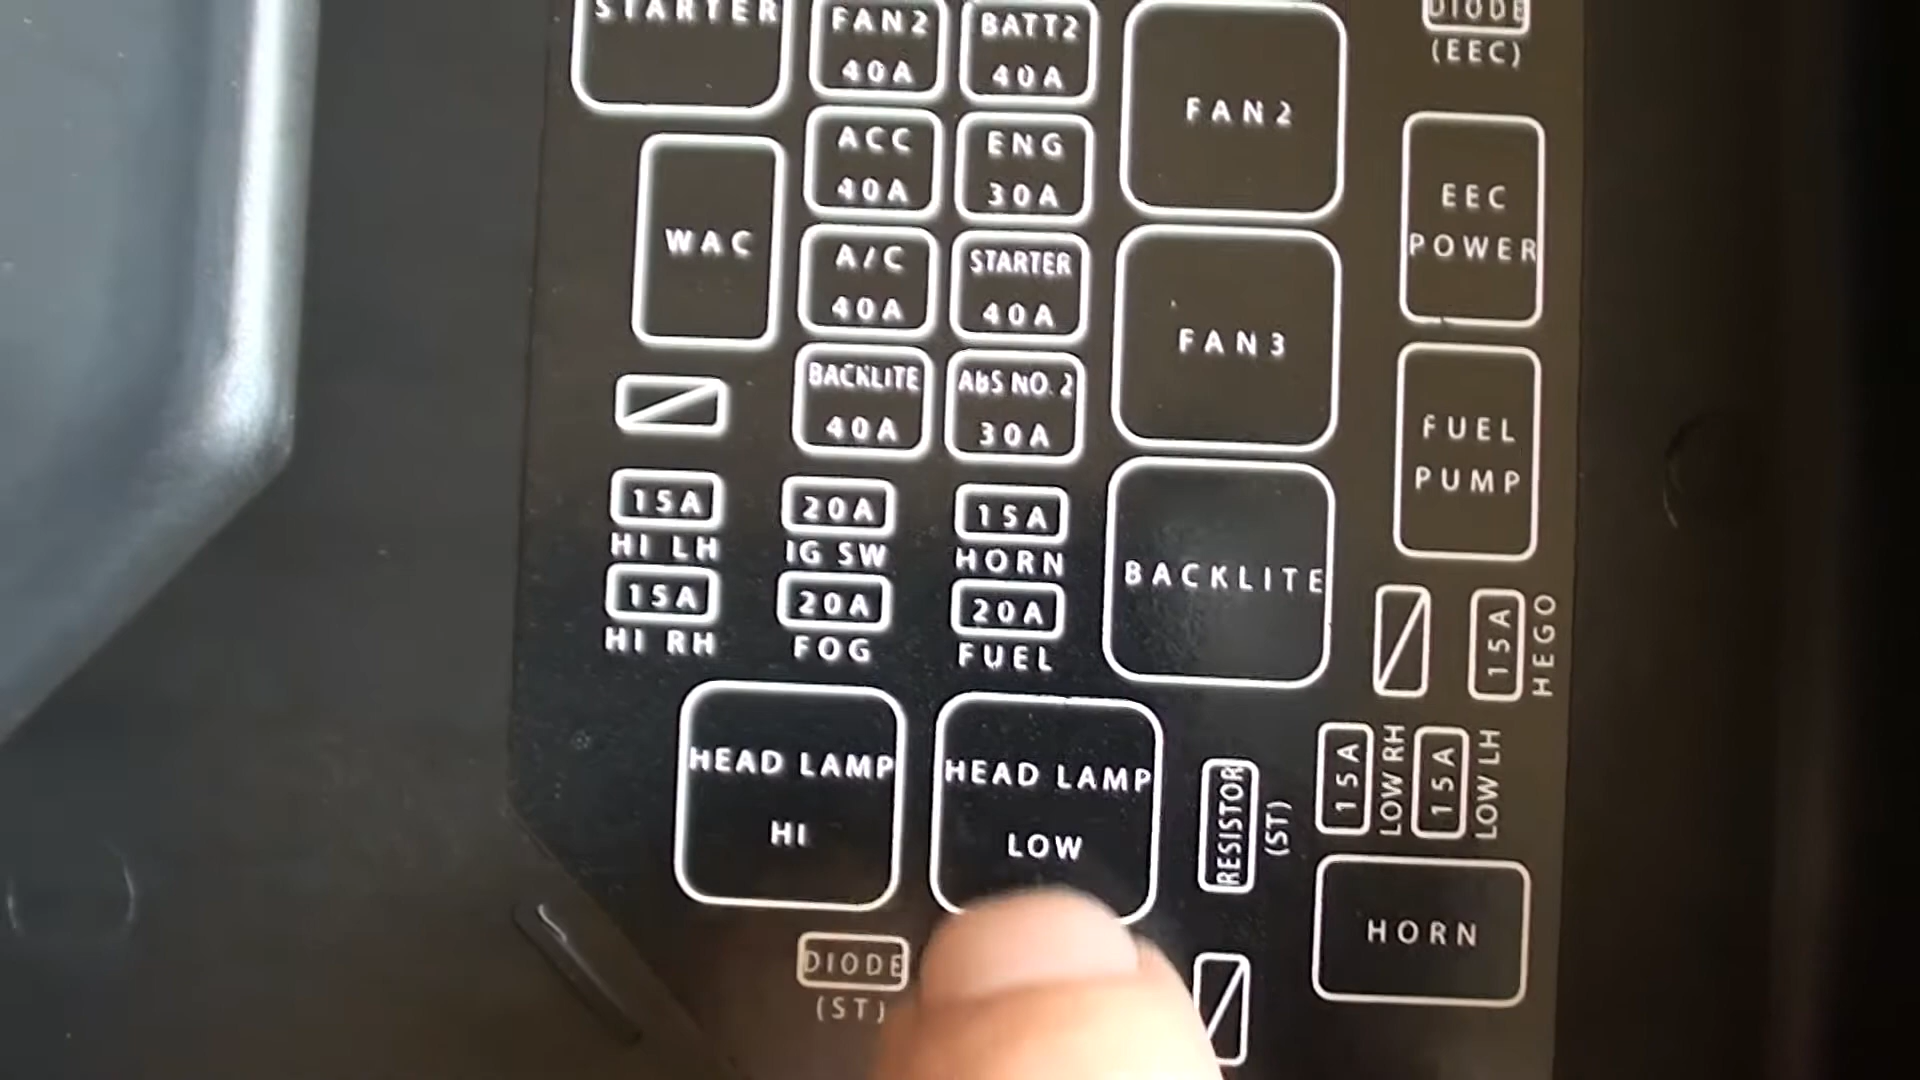 STARTER
FAN2
40A
BATT2
40A
FAN2
DIODE
(EEC)
WAC
ACC
40A
ENG
30A
EEC
POWER
A/C
40A
STARTER
40A
FAN3
BACKLITE
40A
ABS NO. 2
30A
FUEL
PUMP
15A
HI LH
20A
IG SW
15A
HORN
BACKLITE
15A
HI RH
20A
FOG
20A
FUEL
15A
HEGO
HEAD LAMP
HI
HEAD LAMP
LOW
RESISTOR
(ST)
15A
LOW RH
15A
LOW LH
HORN
DIODE
(ST)